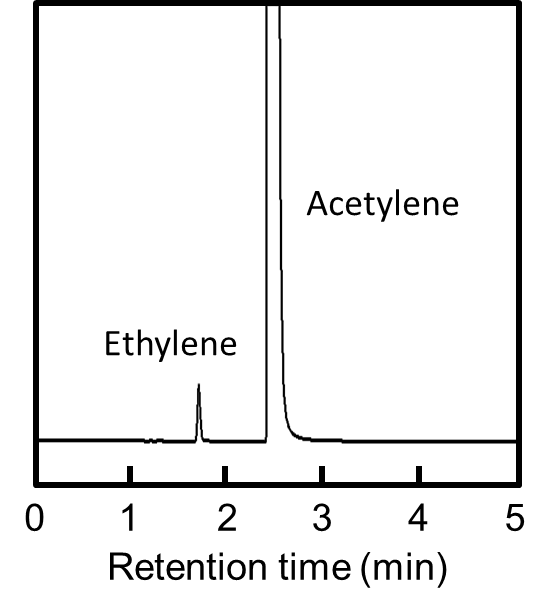 Acetylene
Ethylene
0 1 2 3 4 5
Retention time (min)